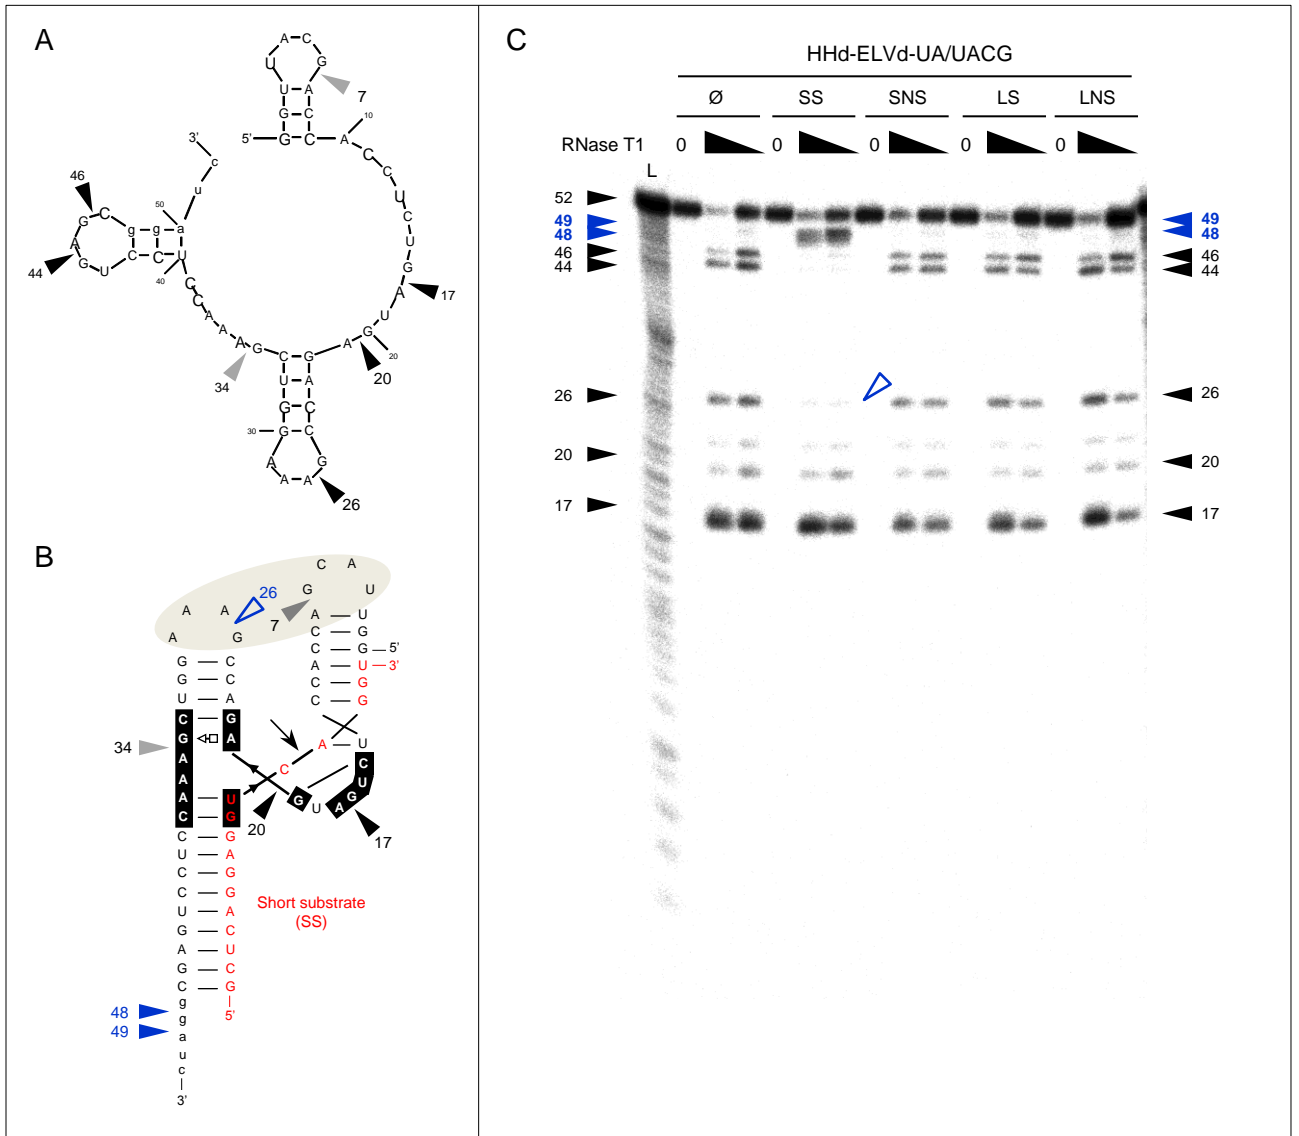 A
A C
U G
U A
7
U C
10
5'
G C A
C
C
U
C
U
G
A
17
U
G
20
A
20
3'
c
u
46
50
G C g g a
A
G U C C U
44
40
C
C
A
A
A
G
34
C G
U A
G C
30
G C
A G
A A
26
B
C A
A A 26 G U
7
A G A U
G C C G
G C C G 5'
U A A U 3'
C G C G
G A C G
34
A A U
A C C
A U G U C U G A
C G 20 17
C G
U A
C G
C G
U A
G C
A U
G C
C G
5'
Short substrate
(SS)
g
48
g
49
a
u
c
3'
C
HHd-ELVd-UA/UACG
Ø SS SNS LS LNS
RNase T1 0 0 0 0 0
L
52
49 49
48 48
46 46
44 44
26 26
20 20
17 17